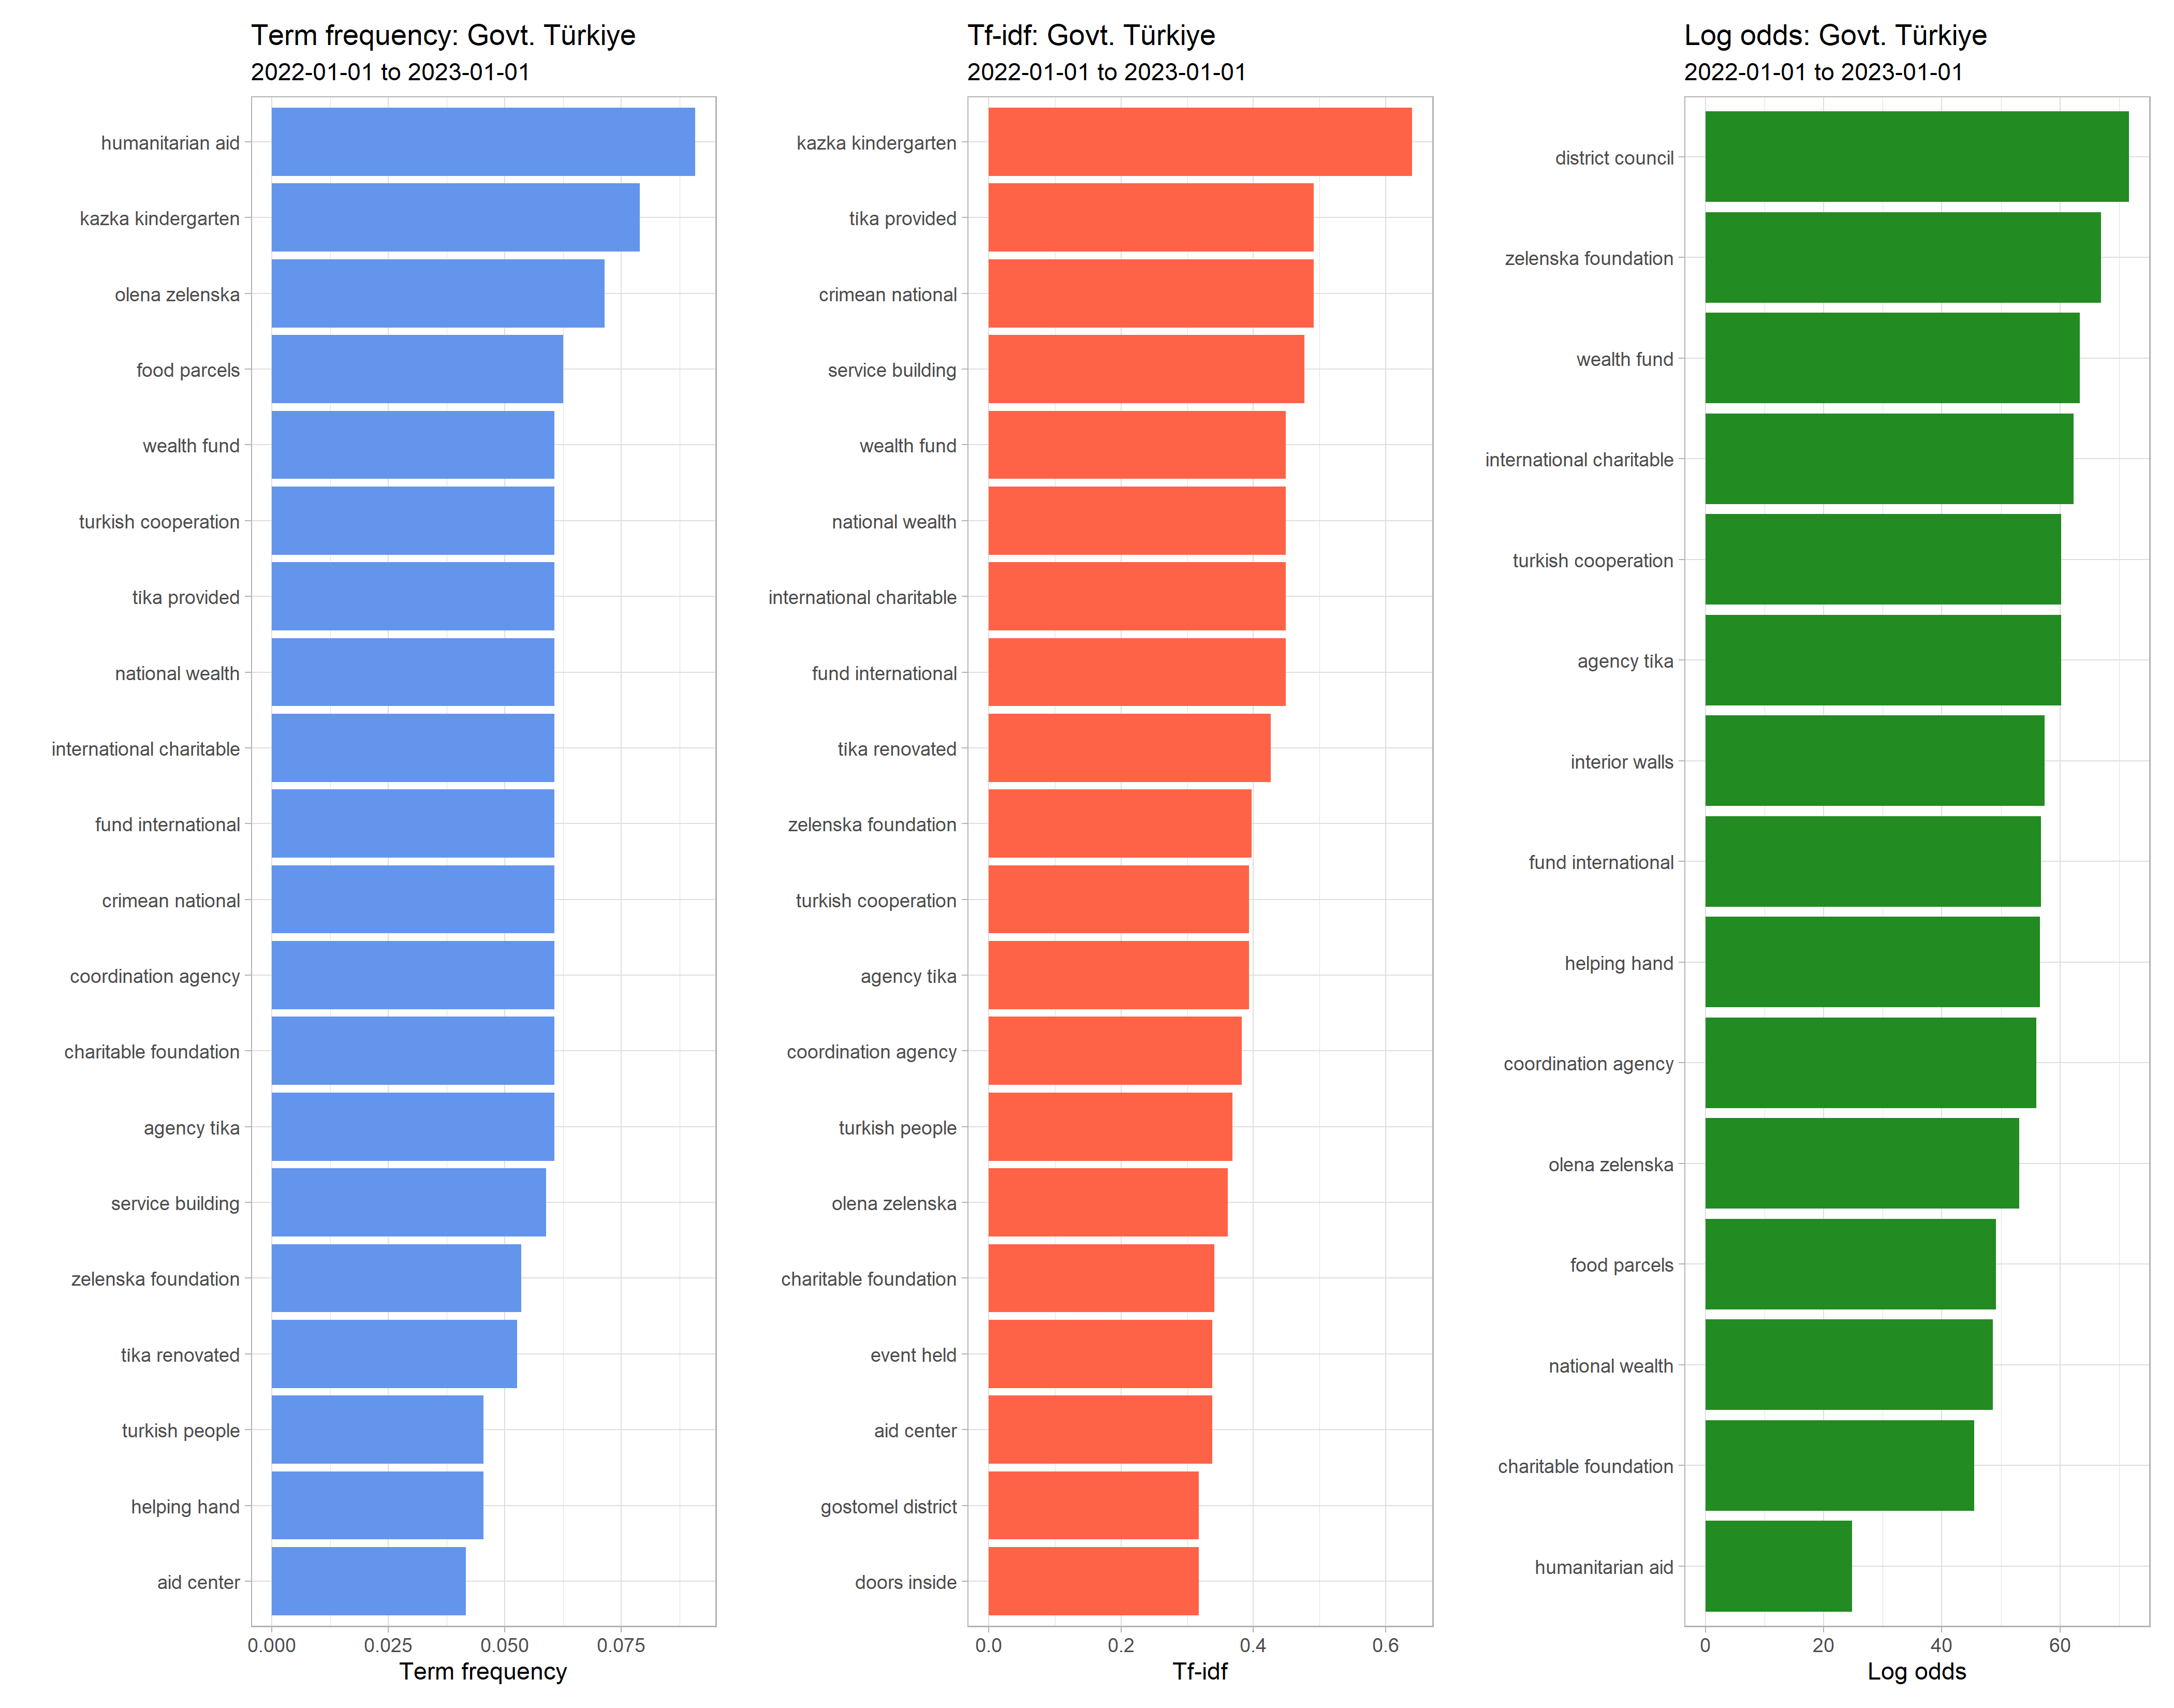 Term frequency: Govt. Türkiye
2022-01-01 to 2023-01-01
humanitarian aid
kazka kindergarten
olena zelenska
food parcels
wealth fund
turkish cooperation
tika provided
national wealth
international charitable
fund international
crimean national
coordination agency
charitable foundation
agency tika
service building
zelenska foundation
tika renovated
turkish people
helping hand
aid center
0.000 0.025 0.050 0.075
Term frequency
Tf-idf: Govt. Türkiye
2022-01-01 to 2023-01-01
kazka kindergarten
tika provided
crimean national
service building
wealth fund
national wealth
international charitable
fund international
tika renovated
zelenska foundation
turkish cooperation
agency tika
coordination agency
turkish people
olena zelenska
charitable foundation
event held
aid center
gostomel district
doors inside
0.0 0.2 0.4 0.6
Tf-idf
Log odds: Govt. Türkiye
2022-01-01 to 2023-01-01
district council
zelenska foundation
wealth fund
international charitable
turkish cooperation
agency tika
interior walls
fund international
helping hand
coordination agency
olena zelenska
food parcels
national wealth
charitable foundation
humanitarian aid
0 20 40 60
Log odds